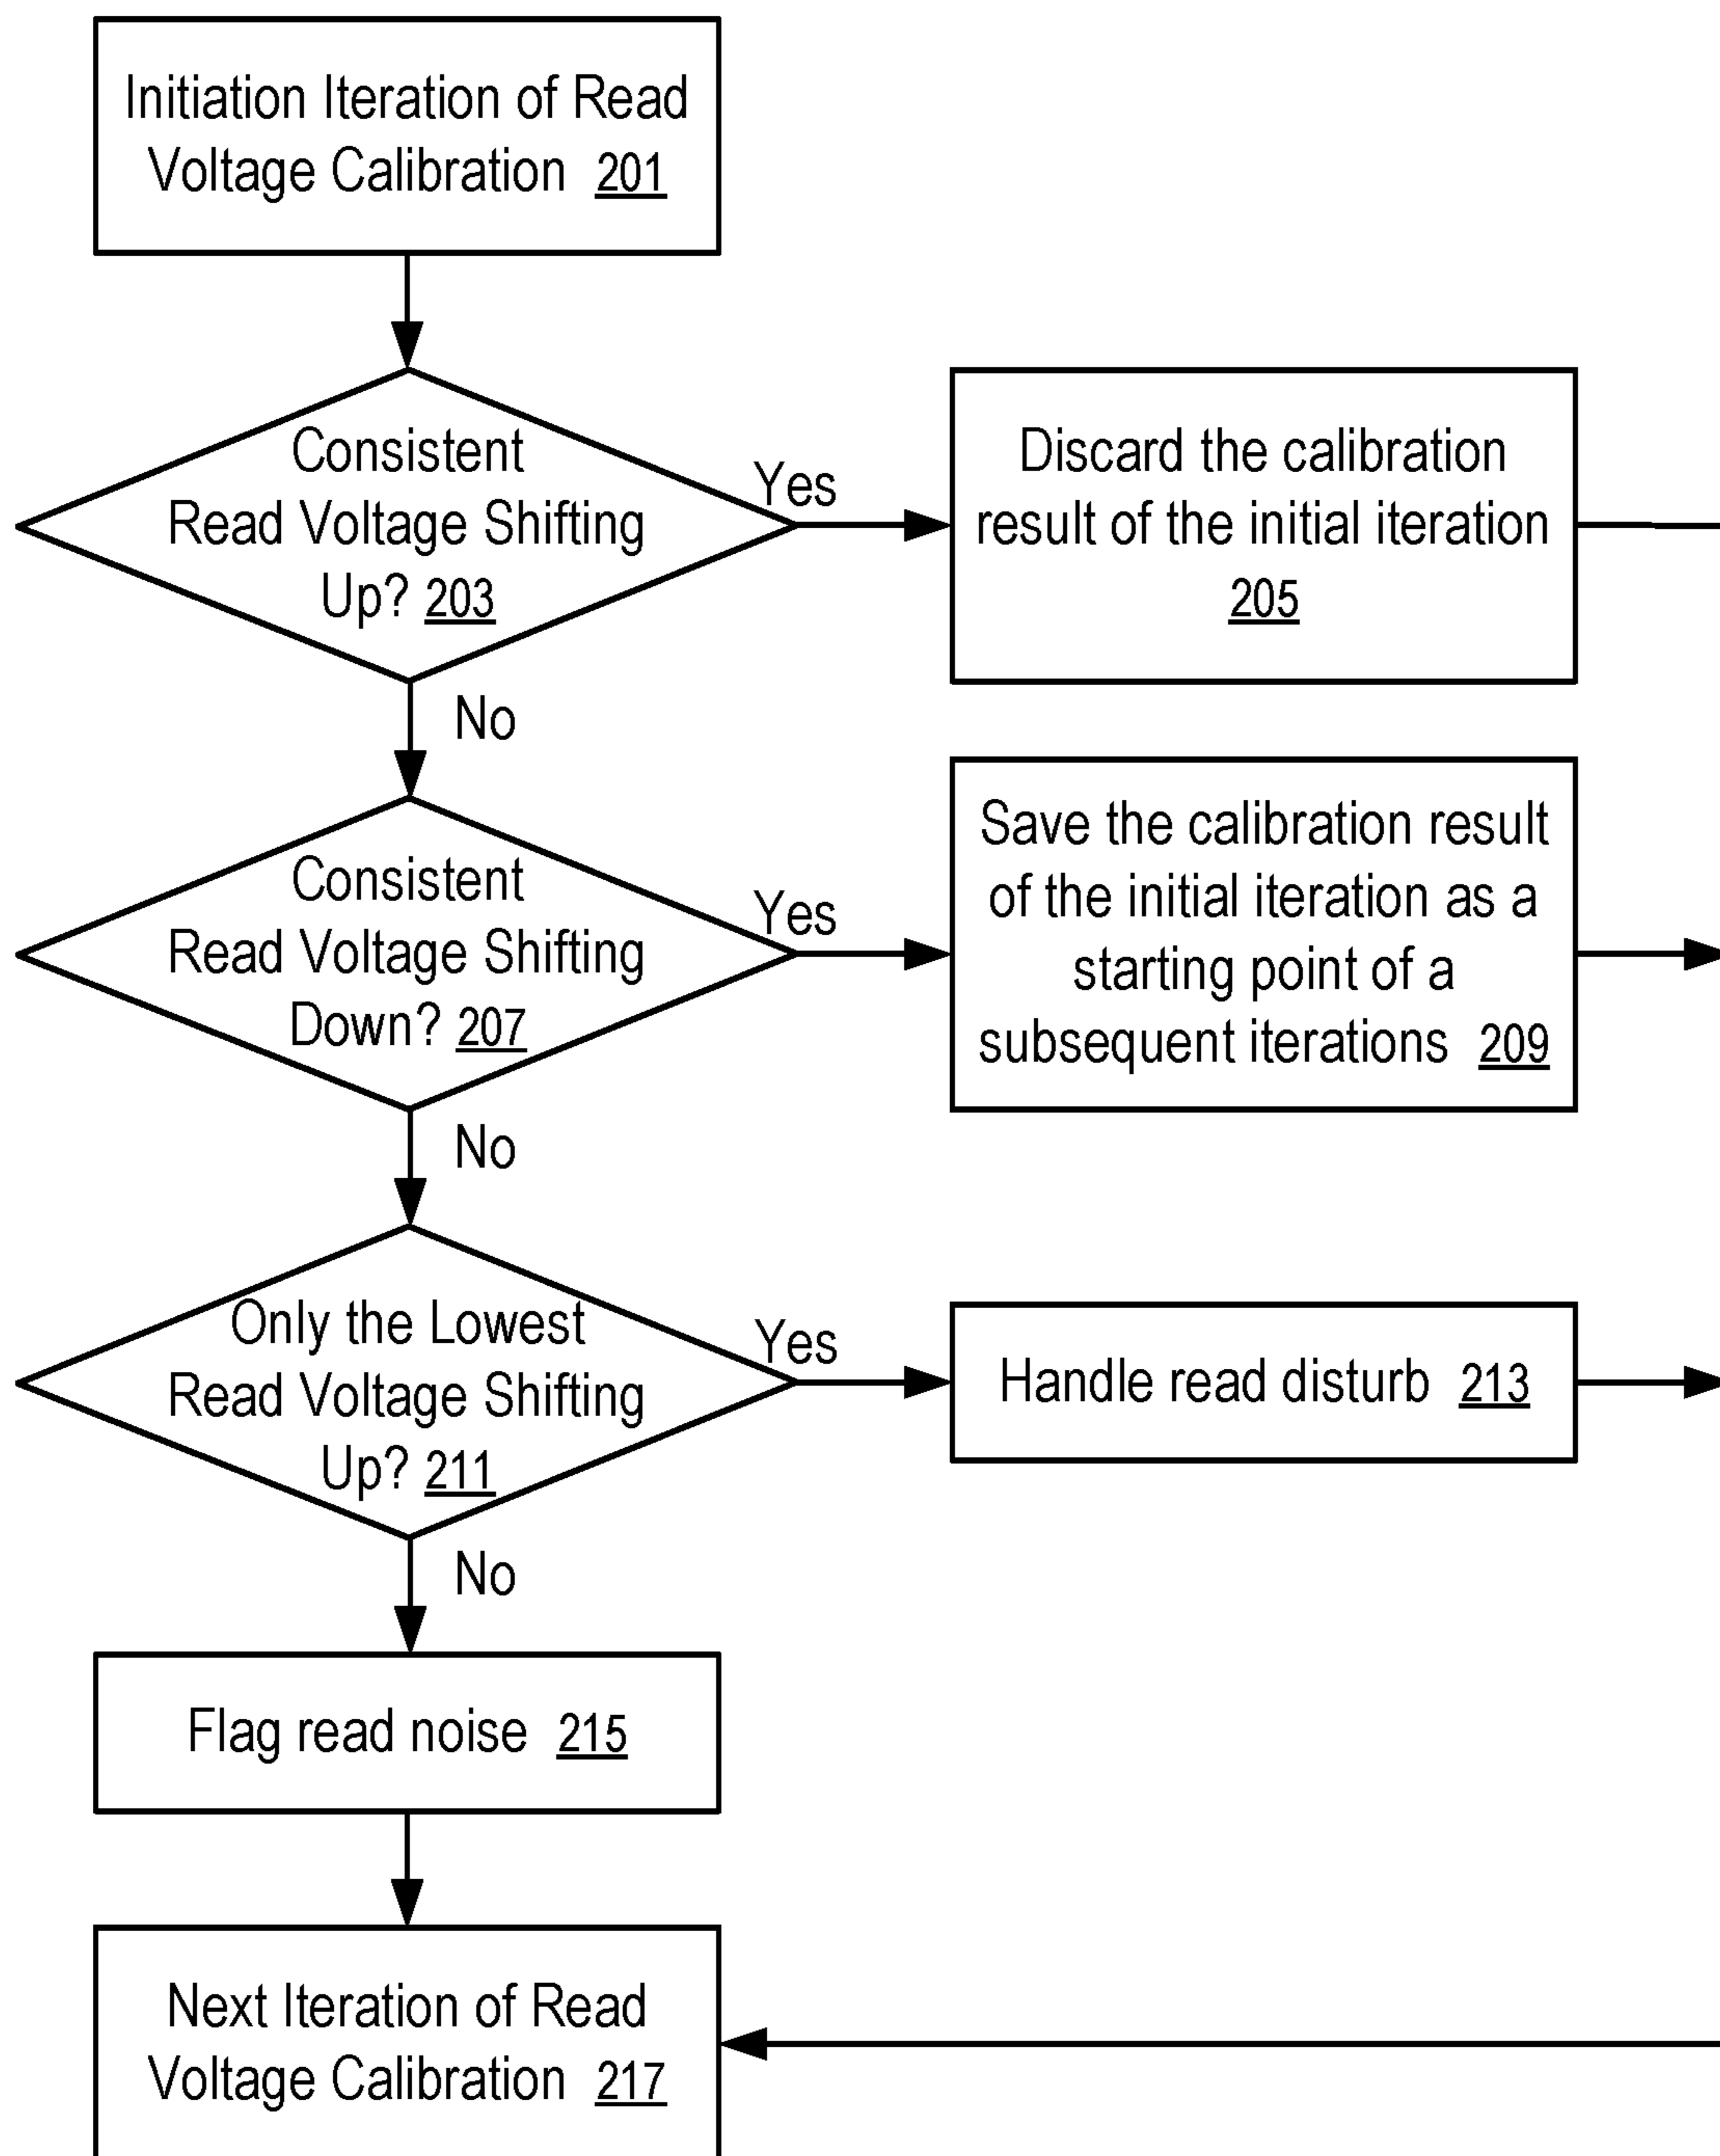 Initiation Iteration of Read
Voltage Calibration 201
Consistent
Read Voltage Shifting
Up? 203
Yes
Discard the calibration
result of the initial iteration
205
No
Consistent
Read Voltage Shifting
Down? 207
Yes
Save the calibration result
of the initial iteration as a
starting point of a
subsequent iterations 209
No
Only the Lowest
Read Voltage Shifting
Up? 211
Yes
Handle read disturb 213
No
Flag read noise 215
Next Iteration of Read
Voltage Calibration 217